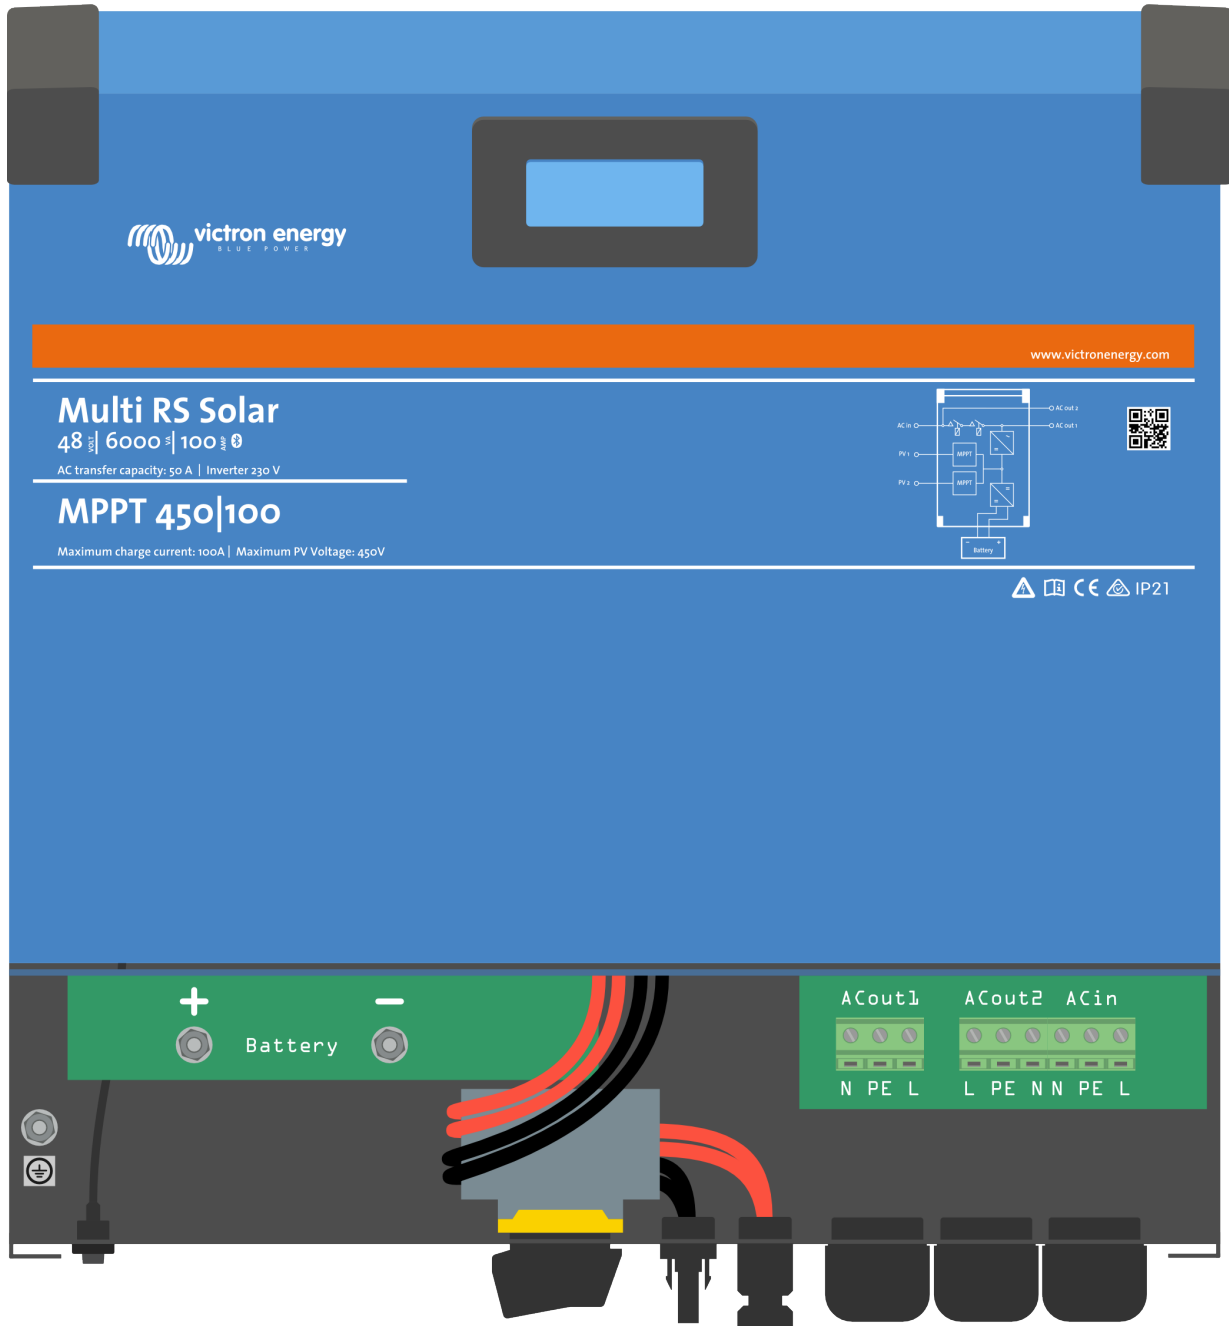 victron energy
BLUE POWER
www.victronenergy.com
Multi RS Solar
48 VOLT | 6000 VA | 100 AMP
AC transfer capacity: 50 A | Inverter 230 V
MPPT 450|100
Maximum charge current: 100A | Maximum PV Voltage: 450V
AC out 2
AC in
AC out 1
PV 1
MPPT
PV 2
MPPT
- +
Battery
CE IP21
+ −
Battery
ACout1 ACout2 ACin
N PE L L PE N N PE L